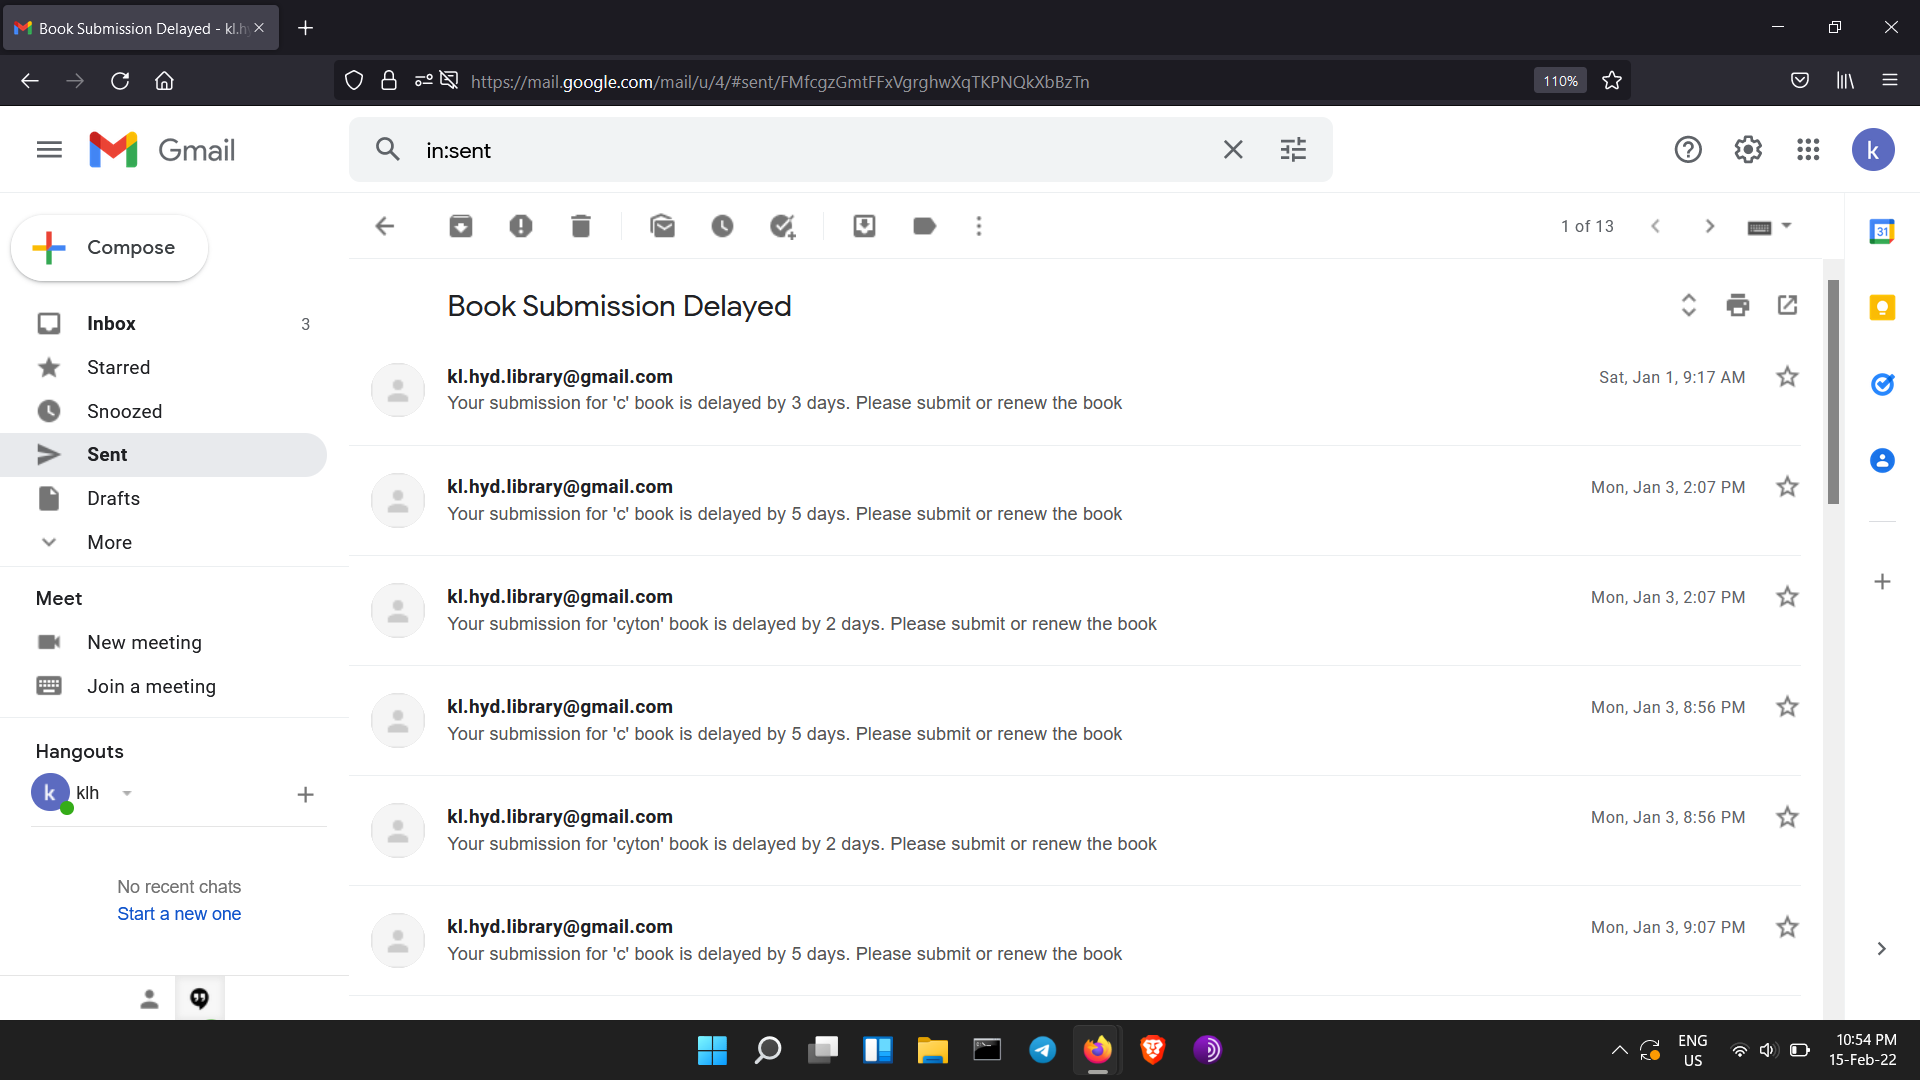 Book Submission Delayed - kl.hy
https://mail.google.com/mail/u/4/#sent/FMfcgzGmtFFxVgrghwXqTKPNQkXbBzTn
110%
Gmail
in:sent
k
Compose
1 of 13
31
Book Submission Delayed
Inbox 3
Starred
Snoozed
Sent
Drafts
More
Meet
New meeting
Join a meeting
Hangouts
k klh
No recent chats
Start a new one
kl.hyd.library@gmail.com Sat, Jan 1, 9:17 AM
Your submission for 'c' book is delayed by 3 days. Please submit or renew the book
kl.hyd.library@gmail.com Mon, Jan 3, 2:07 PM
Your submission for 'c' book is delayed by 5 days. Please submit or renew the book
kl.hyd.library@gmail.com Mon, Jan 3, 2:07 PM
Your submission for 'cyton' book is delayed by 2 days. Please submit or renew the book
kl.hyd.library@gmail.com Mon, Jan 3, 8:56 PM
Your submission for 'c' book is delayed by 5 days. Please submit or renew the book
kl.hyd.library@gmail.com Mon, Jan 3, 8:56 PM
Your submission for 'cyton' book is delayed by 2 days. Please submit or renew the book
kl.hyd.library@gmail.com Mon, Jan 3, 9:07 PM
Your submission for 'c' book is delayed by 5 days. Please submit or renew the book
ENG
US
10:54 PM
15-Feb-22